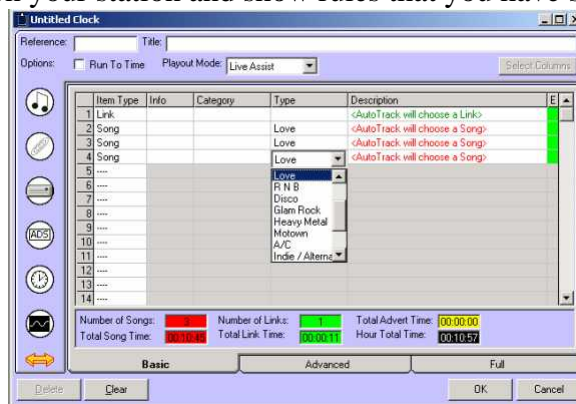 Untitled Clock
Reference: Title:
Options: Run To Time Playout Mode: Live Assist Select Columns
Item Type Info Category Type Description E
1 Link <AutoTrack will choose a Link>
2 Song Love <AutoTrack will choose a Song>
3 Song Love <AutoTrack will choose a Song>
4 Song Love <AutoTrack will choose a Song>
5 ----
Love
6 ----
R N B
7 ----
Disco
8 ----
Glam Rock
9 ----
Heavy Metal
10 ----
Motown
11 ----
A/C
12 ----
Indie / Alterna
13 ----
14 ----
ADS
Number of Songs: 3 Number of Links: 1 Total Advert Time: 00:00:00
Total Song Time: 00:10:45 Total Link Time: 00:00:11 Hour Total Time: 00:10:57
Basic Advanced Full
Delete Clear OK Cancel